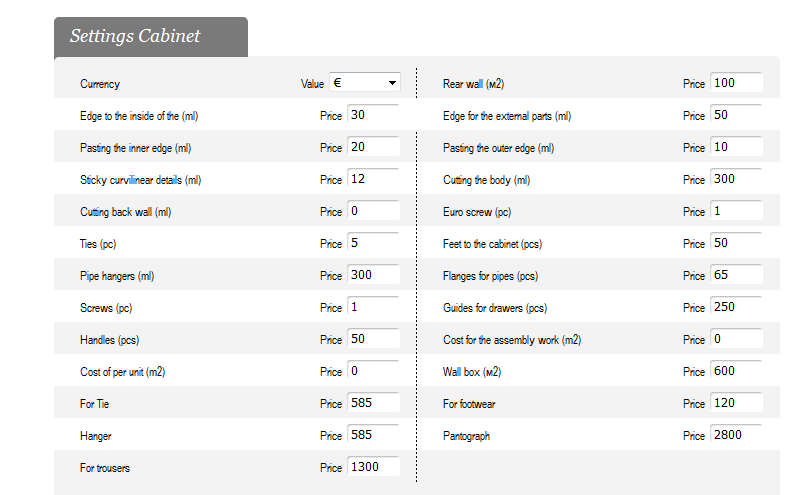 Settings Cabinet
Currency Value € Rear wall (м2) Price 100
Edge to the inside of the (ml) Price 30 Edge for the external parts (ml) Price 50
Pasting the inner edge (ml) Price 20 Pasting the outer edge (ml) Price 10
Sticky curvilinear details (ml) Price 12 Cutting the body (ml) Price 300
Cutting back wall (ml) Price 0 Euro screw (pc) Price 1
Ties (pc) Price 5 Feet to the cabinet (pcs) Price 50
Pipe hangers (ml) Price 300 Flanges for pipes (pcs) Price 65
Screws (pc) Price 1 Guides for drawers (pcs) Price 250
Handles (pcs) Price 50 Cost for the assembly work (m2) Price 0
Cost of per unit (m2) Price 0 Wall box (м2) Price 600
For Tie Price 585 For footwear Price 120
Hanger Price 585 Pantograph Price 2800
For trousers Price 1300